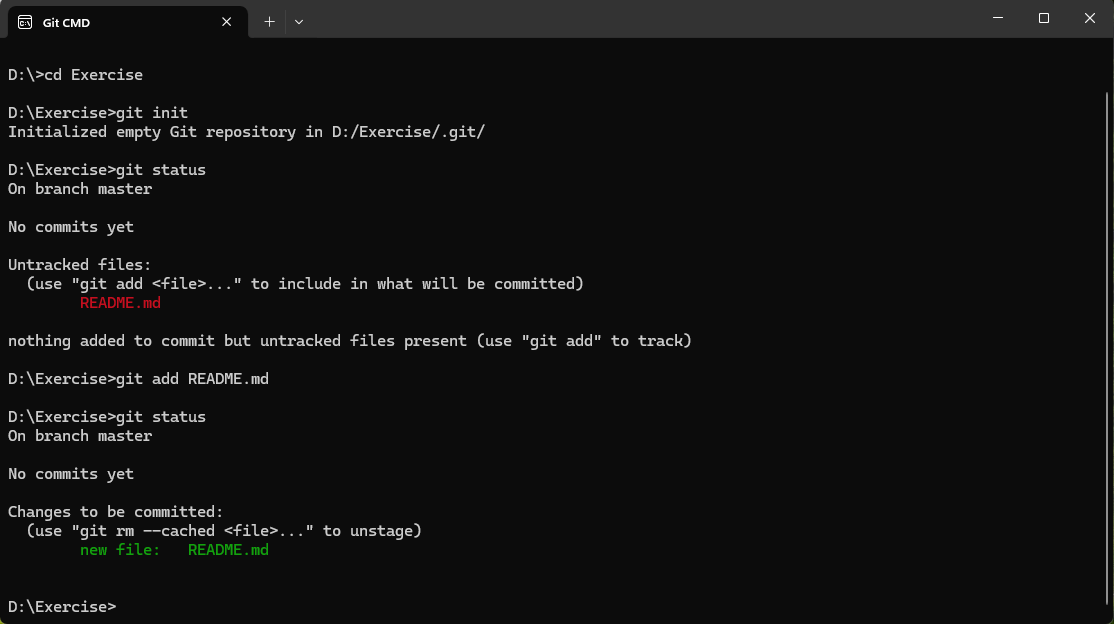 Git CMD
D:\>cd Exercise
D:\Exercise>git init
Initialized empty Git repository in D:/Exercise/.git/
D:\Exercise>git status
On branch master
No commits yet
Untracked files:
  (use "git add <file>..." to include in what will be committed)
        README.md
nothing added to commit but untracked files present (use "git add" to track)
D:\Exercise>git add README.md
D:\Exercise>git status
On branch master
No commits yet
Changes to be committed:
  (use "git rm --cached <file>..." to unstage)
        new file:   README.md
D:\Exercise>